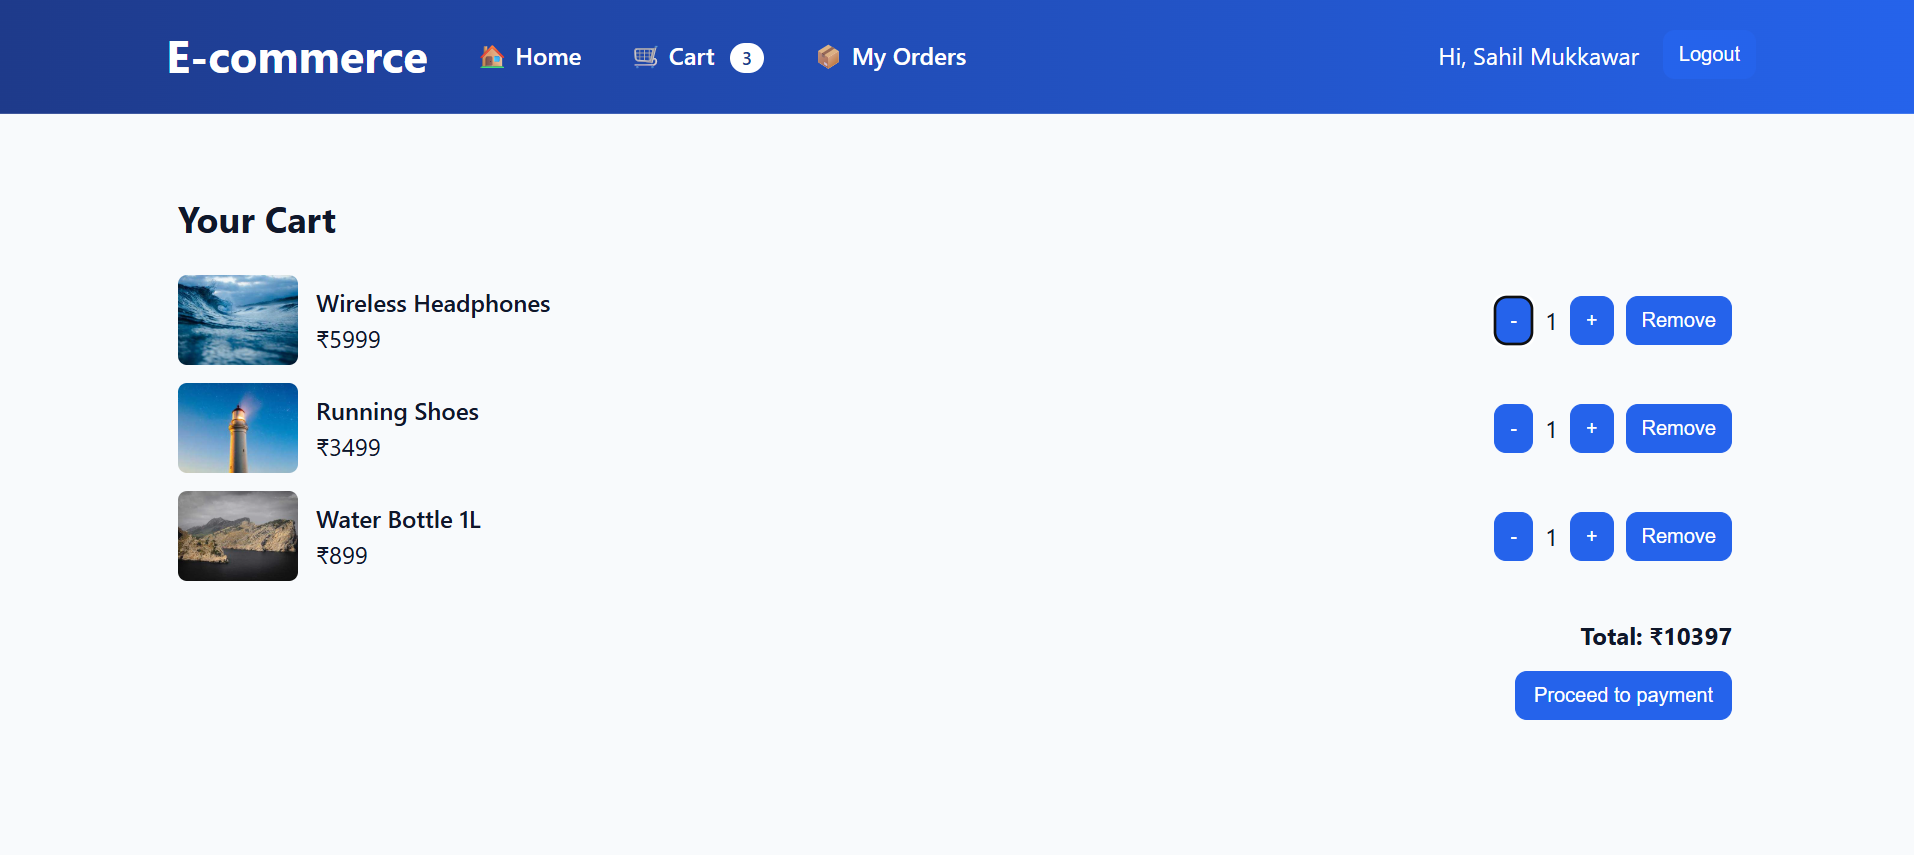 E-commerce Home Cart 3 My Orders Hi, Sahil Mukkawar Logout
Your Cart
Wireless Headphones
₹5999
- 1 + Remove
Running Shoes
₹3499
- 1 + Remove
Water Bottle 1L
₹899
- 1 + Remove
Total: ₹10397
Proceed to payment